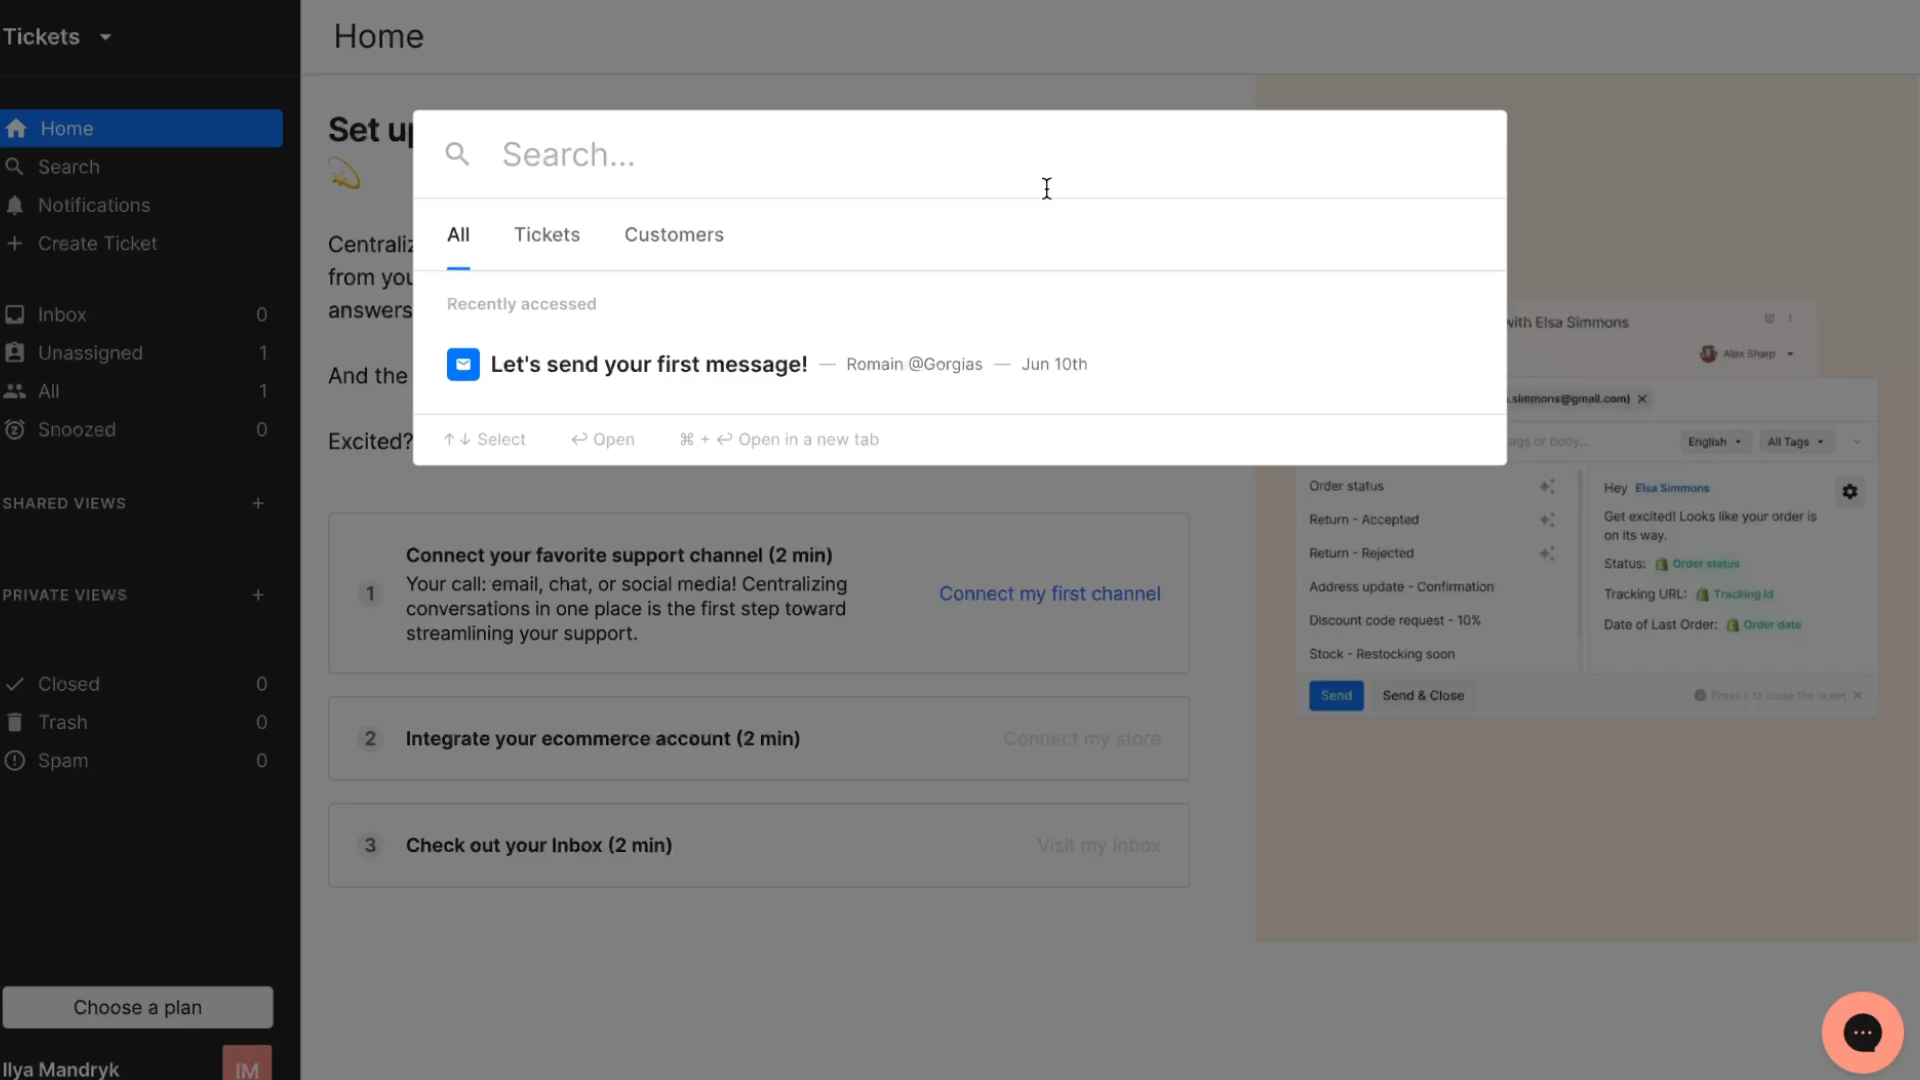 Tickets
Home
Search
Notifications
Create Ticket
Inbox 0
Unassigned 1
All 1
Snoozed 0
SHARED VIEWS +
PRIVATE VIEWS +
Closed 0
Trash 0
Spam 0
Choose a plan
Ilya Mandryk IM
Home
Set up
Centraliz
from you
answers
And the
Excited?
Search...
All Tickets Customers
Recently accessed
Let's send your first message! — Romain @Gorgias — Jun 10th
↑↓ Select ↩ Open ⌘ + ↩ Open in a new tab
1
Connect your favorite support channel (2 min)
Your call: email, chat, or social media! Centralizing
conversations in one place is the first step toward
streamlining your support.
Connect my first channel
2 Integrate your ecommerce account (2 min) Connect my store
3 Check out your Inbox (2 min) Visit my Inbox
with Elsa Simmons
Alex Sharp
.simmons@gmail.com)
ags or body...
English All Tags
Order status
Return - Accepted
Return - Rejected
Address update - Confirmation
Discount code request - 10%
Stock - Restocking soon
Hey Elsa Simmons
Get excited! Looks like your order is
on its way.
Status: Order status
Tracking URL: Tracking Id
Date of Last Order: Order date
Send Send & Close
Press c to close the ticket